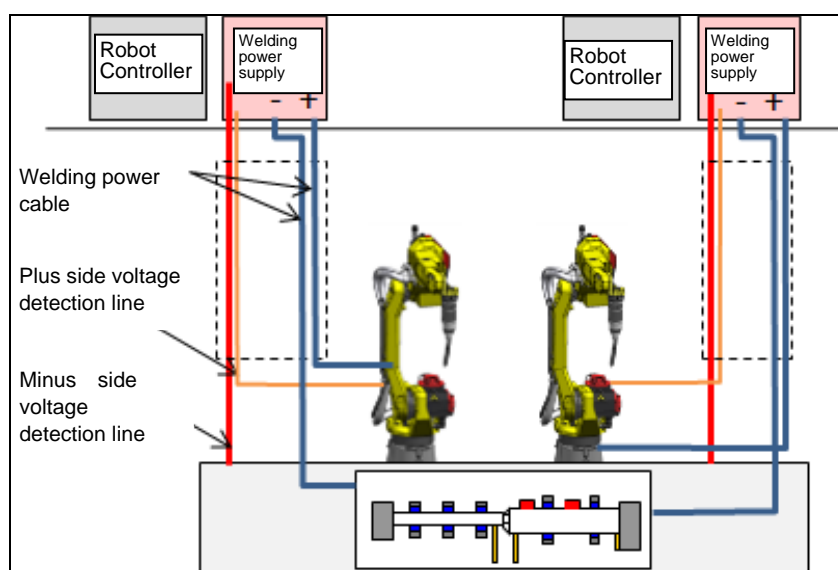 Robot
Controller
Welding
power
supply
- +
Robot
Controller
Welding
power
supply
- +
Welding power
cable
Plus side voltage
detection line
Minus side
voltage
detection line